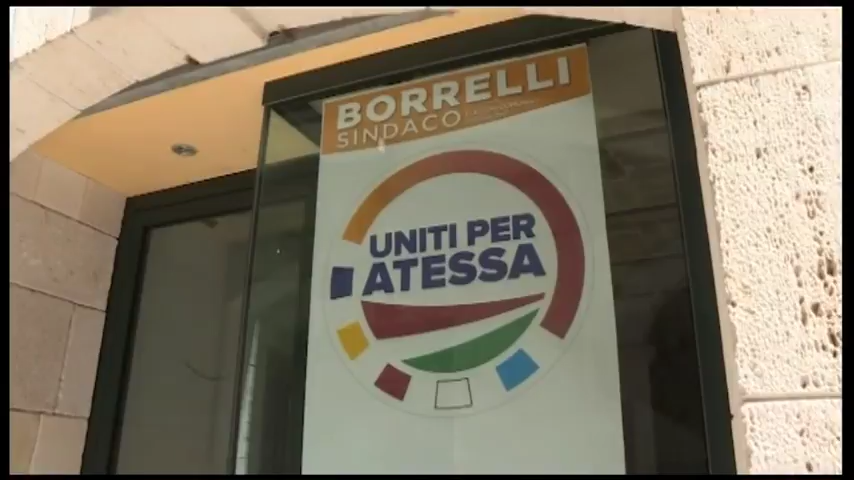 BORRELLI
SINDACO
UNITI PER
ATESSA